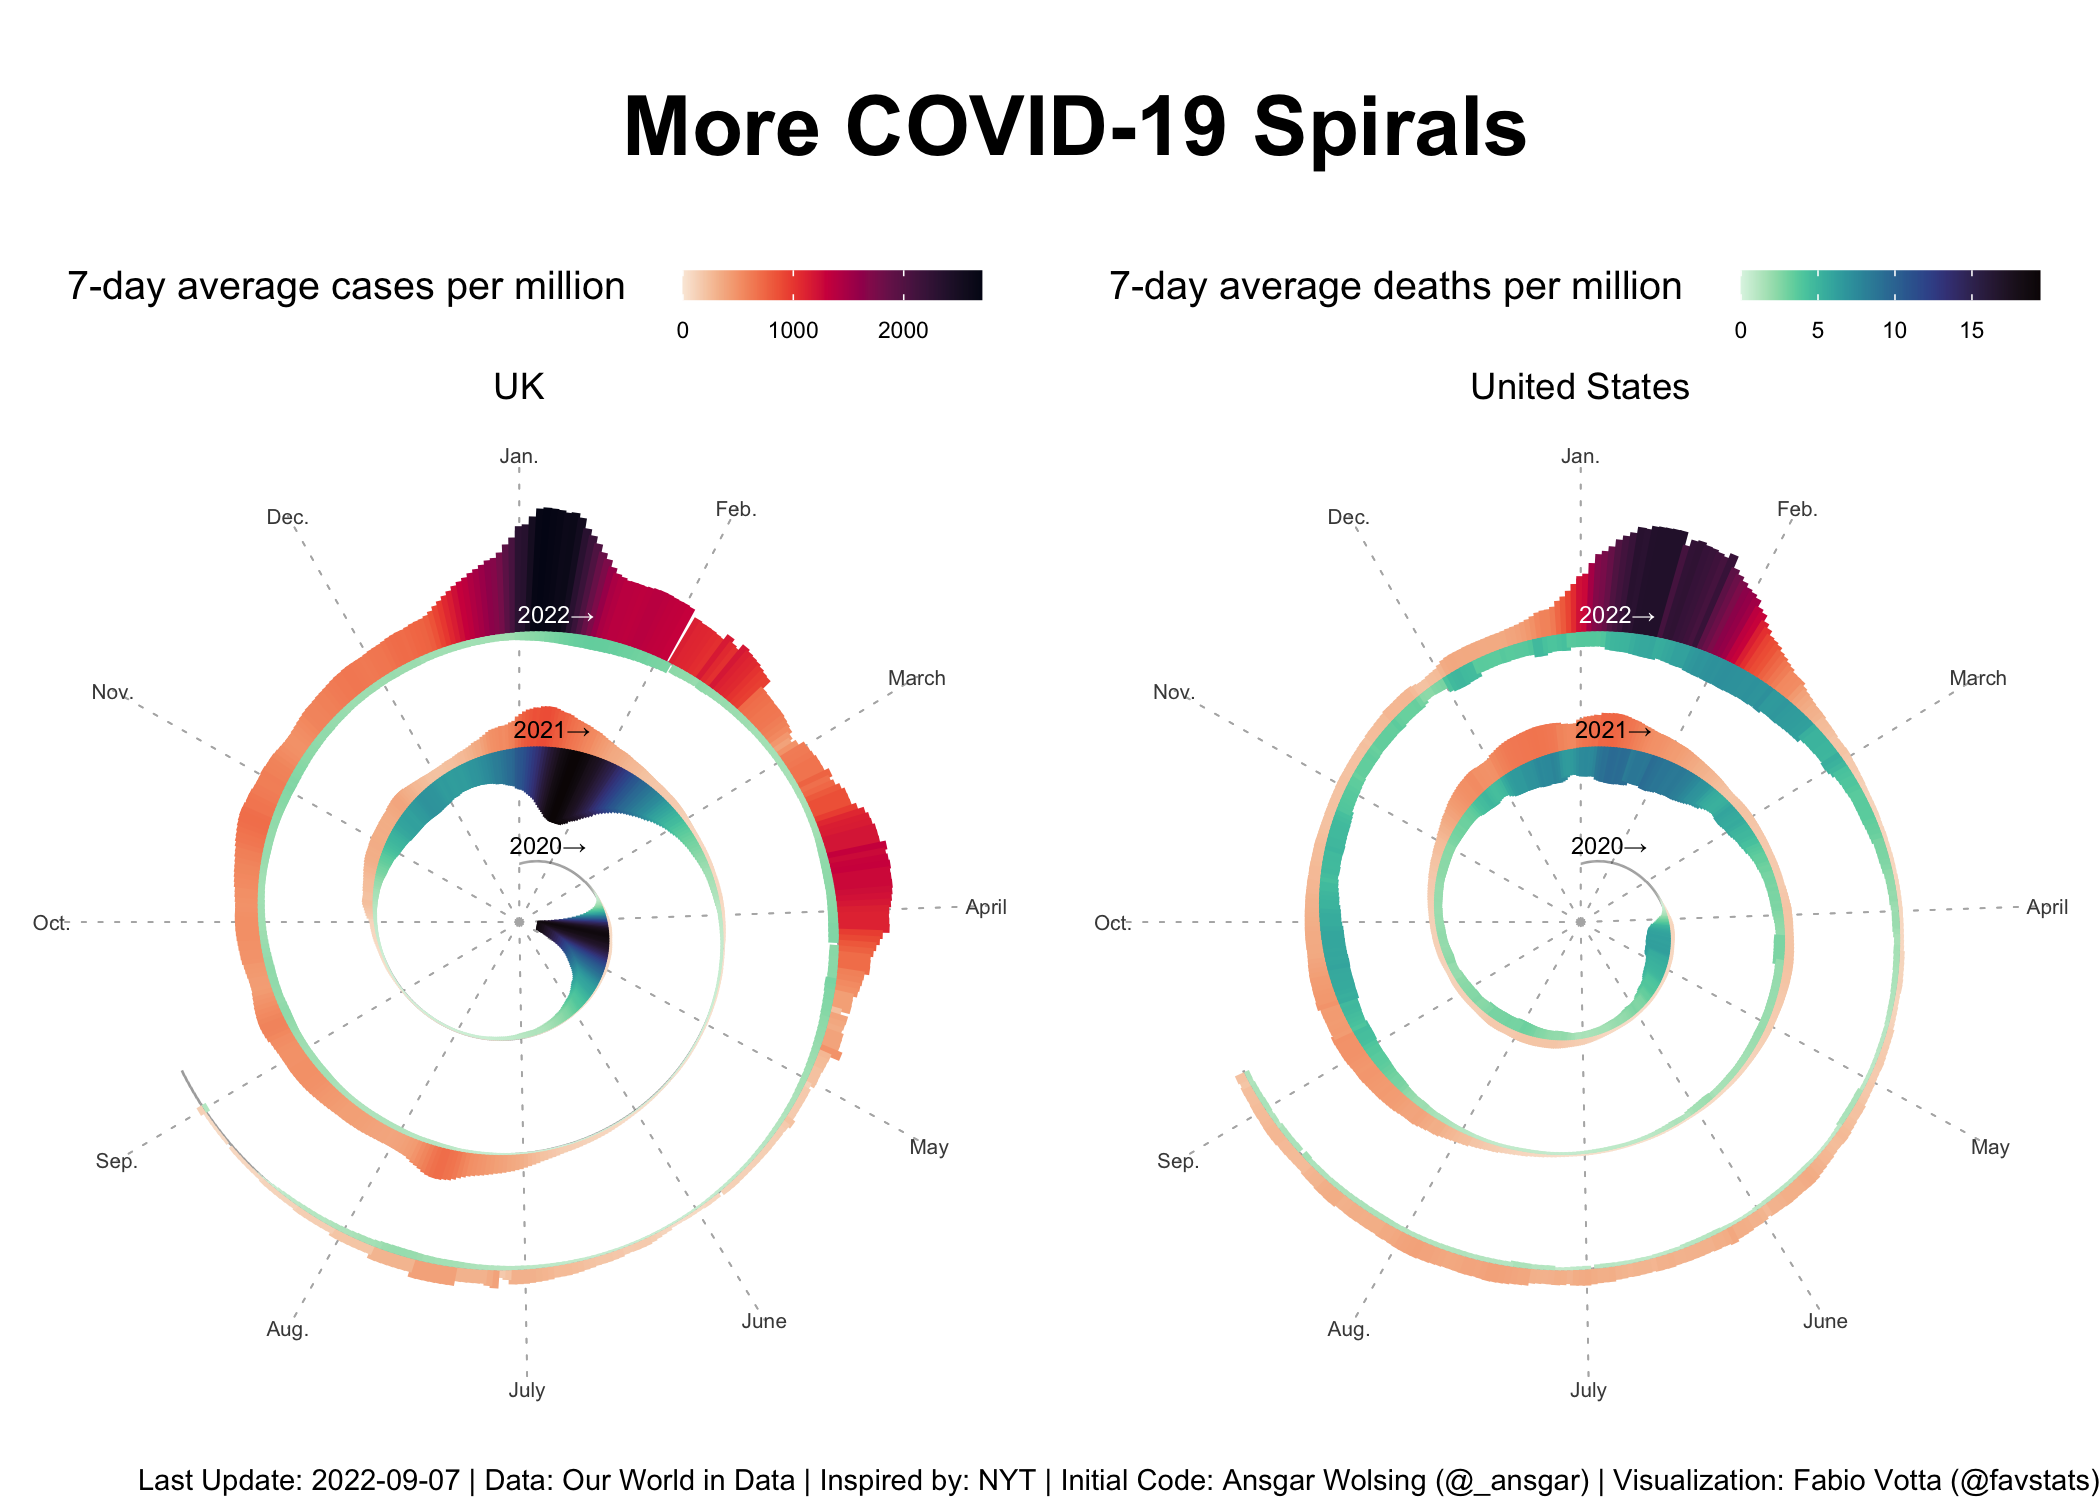 More COVID-19 Spirals
7-day average cases per million
0 1000 2000
7-day average deaths per million
0 5 10 15
UK
Jan.
Feb.
March
April
May
June
July
Aug.
Sep.
Oct.
Nov.
Dec.
2022→
2021→
2020→
United States
Jan.
Feb.
March
April
May
June
July
Aug.
Sep.
Oct.
Nov.
Dec.
2022→
2021→
2020→
Last Update: 2022-09-07 | Data: Our World in Data | Inspired by: NYT | Initial Code: Ansgar Wolsing (@_ansgar) | Visualization: Fabio Votta (@favstats)